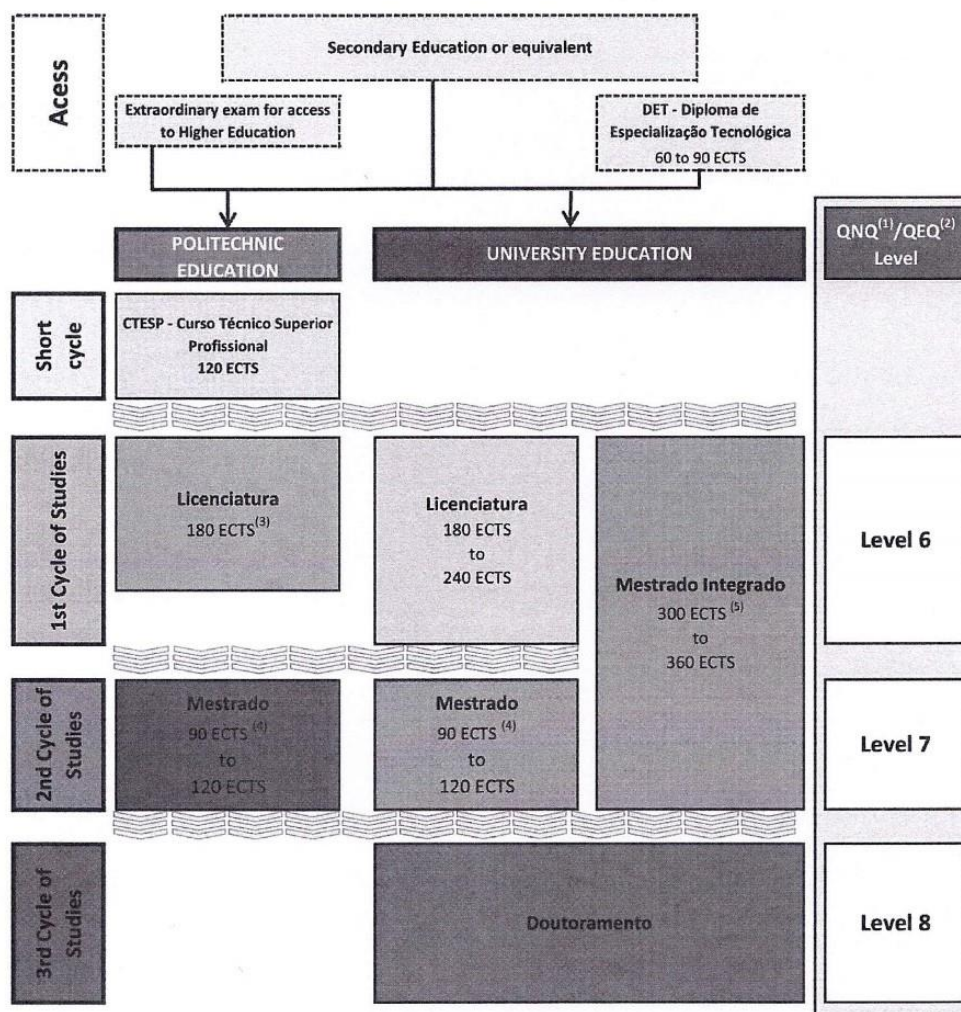 Acess
Secondary Education or equivalent
Extraordinary exam for access
to Higher Education
DET - Diploma de
Especialização Tecnológica
60 to 90 ECTS
POLITECHNIC
EDUCATION
UNIVERSITY EDUCATION
QNQ(1)/QEQ(2)
Level
Short
cycle
CTESP - Curso Técnico Superior
Profissional
120 ECTS
1st Cycle of Studies
Licenciatura
180 ECTS(3)
Licenciatura
180 ECTS
to
240 ECTS
Mestrado Integrado
300 ECTS (5)
to
360 ECTS
Level 6
2nd Cycle of
Studies
Mestrado
90 ECTS (4)
to
120 ECTS
Mestrado
90 ECTS (4)
to
120 ECTS
Level 7
3rd Cycle of
Studies
Doutoramento
Level 8